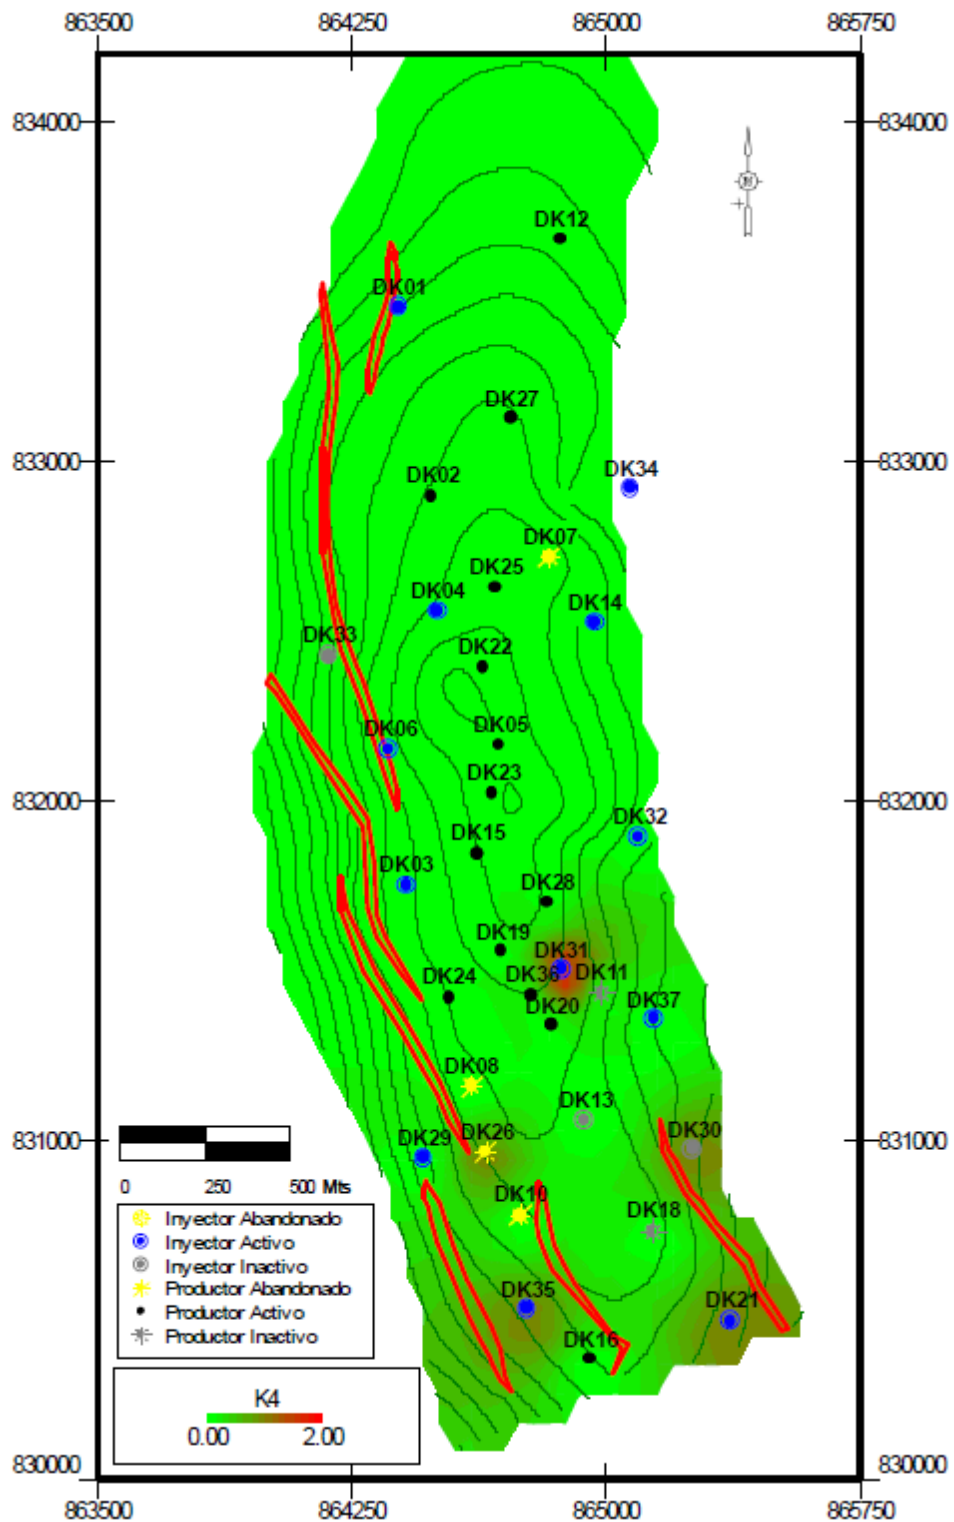 863500 864250 865000 865750
834000 834000
DK12
DK01
DK27
833000 833000
DK34
DK02
DK07
DK25
DK04
DK14
DK33
DK22
DK06
DK05
DK23
832000 832000
DK32
DK15
DK03
DK28
DK19
DK31
DK36 DK11
DK24
DK20
DK37
DK08
DK13
831000 831000
DK29 DK26 DK30
0 250 500 Mts
DK10
DK18
Inyector Abandonado
Inyector Activo
Inyector Inactivo
Productor Abandonado
Productor Activo
Productor Inactivo
DK35
DK21
DK16
K4
0.00 2.00
830000 830000
863500 864250 865000 865750